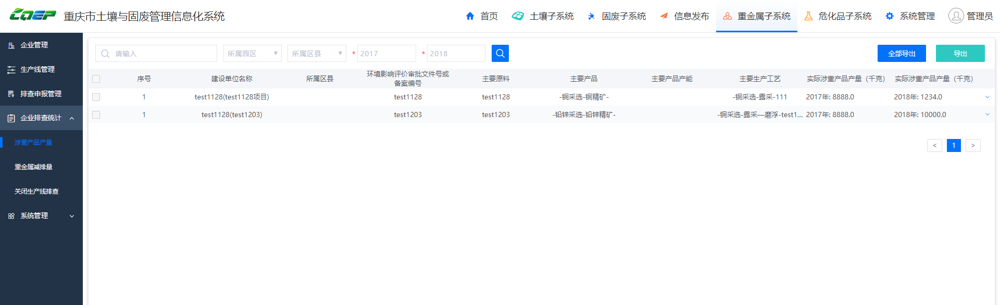 CQEP 重庆市土壤与固废管理信息化系统 首页 土壤子系统 固废子系统 信息发布 重金属子系统 危化品子系统 系统管理 管理员
企业管理
生产线管理
排查申报管理
企业排查统计
涉重产品产量
重金属减排量
关闭生产线排查
系统管理
请输入 所属园区 ▼ 所属区县 ▼ * 2017 * 2018 全部导出 导出
序号 建设单位名称 所属区县 环境影响评价审批文件号或
备案编号 主要原料 主要产品 主要产品产能 主要生产工艺 实际涉重产品产量（千克） 实际涉重产品产量（千克）
1 test1128(test1128项目) test1128 test1128 -铜采选-铜精矿- -铜采选-露采-111 2017年: 8888.0 2018年: 1234.0
1 test1128(test1203) test1203 test1203 -铅锌采选-铅锌精矿- -铜采选-露采—磨浮-test1... 2017年: 8888.0 2018年: 10000.0
< 1 >